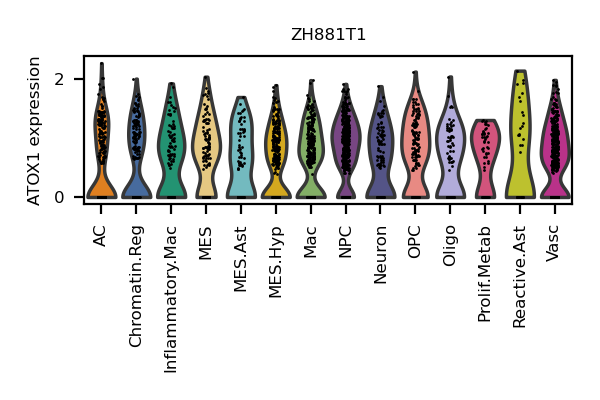 ZH881T1
ATOX1 expression
2
0
AC
Chromatin.Reg
Inflammatory.Mac
MES
MES.Ast
MES.Hyp
Mac
NPC
Neuron
OPC
Oligo
Prolif.Metab
Reactive.Ast
Vasc